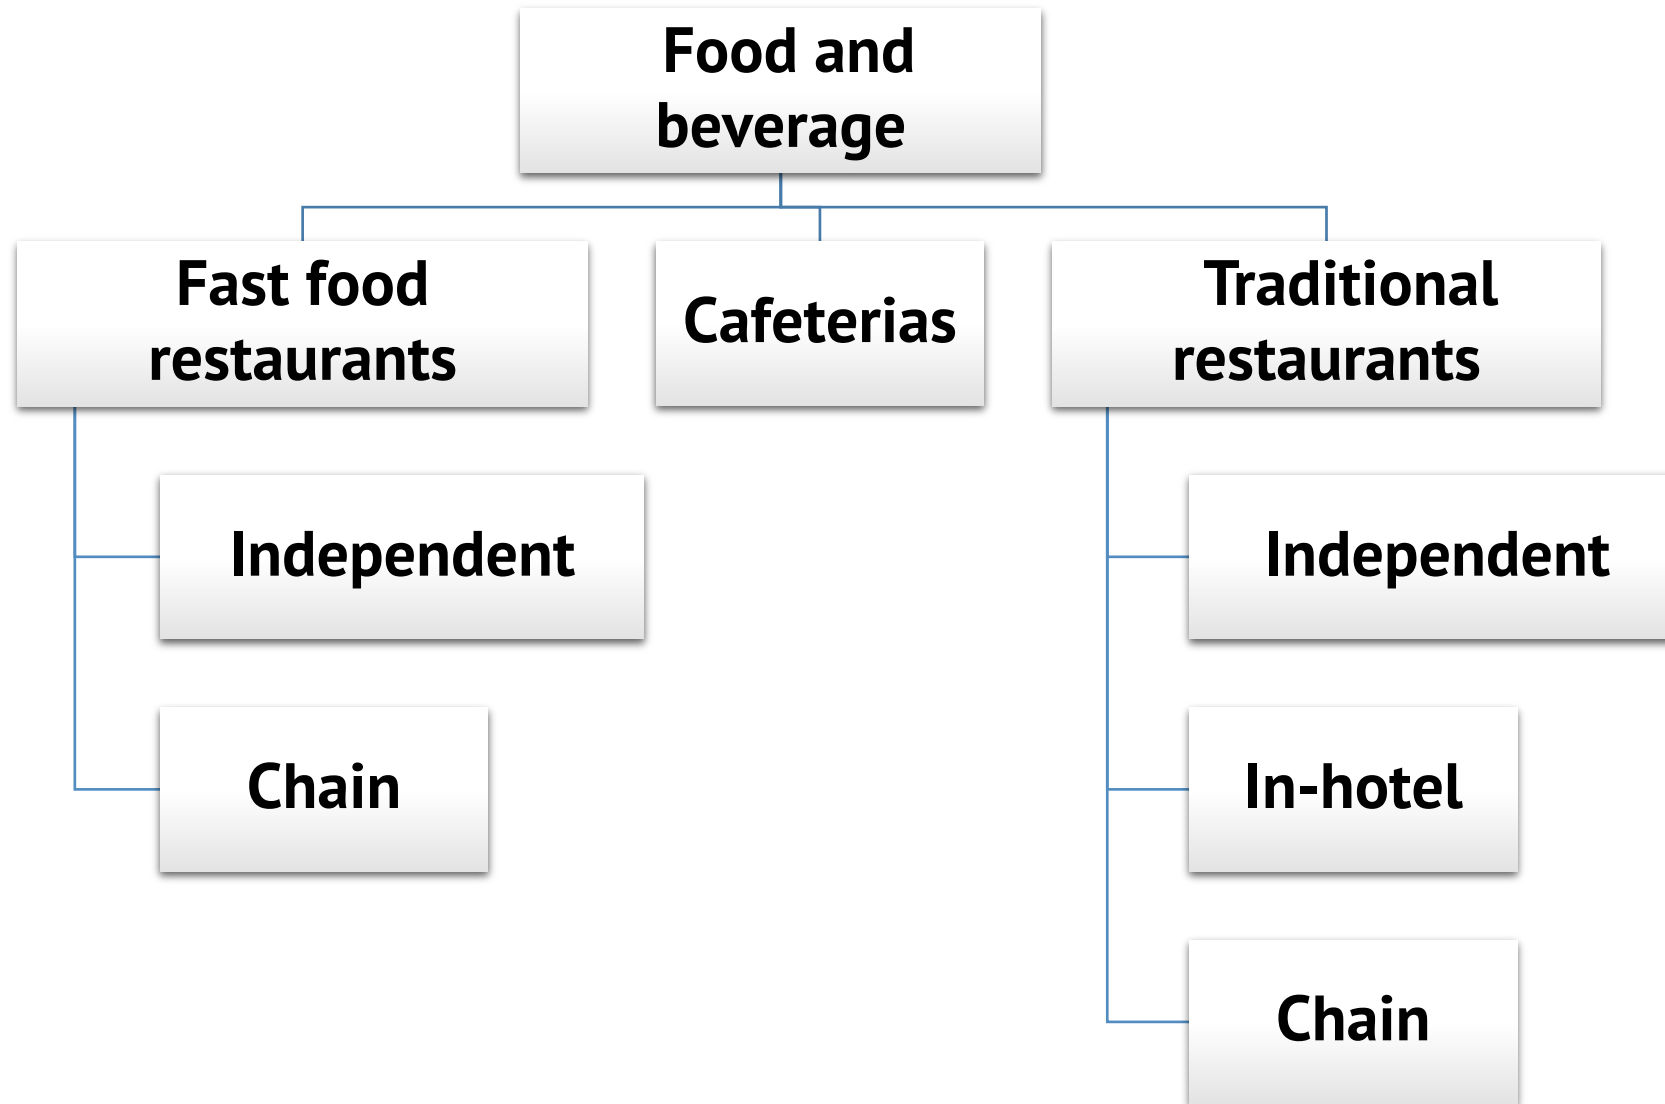 Food and
beverage
Fast food
restaurants
Cafeterias
Traditional
restaurants
Independent
Independent
Chain
In-hotel
Chain